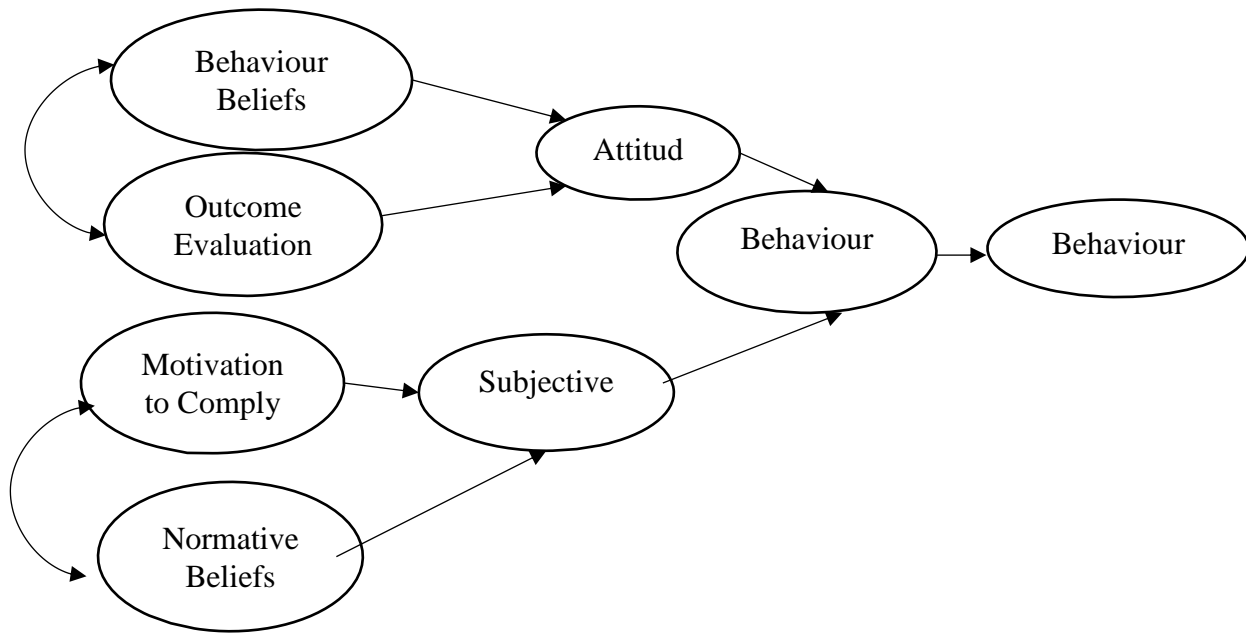 Behaviour
Beliefs
Attitud
Outcome
Evaluation
Behaviour
Behaviour
Motivation
to Comply
Subjective
Normative
Beliefs